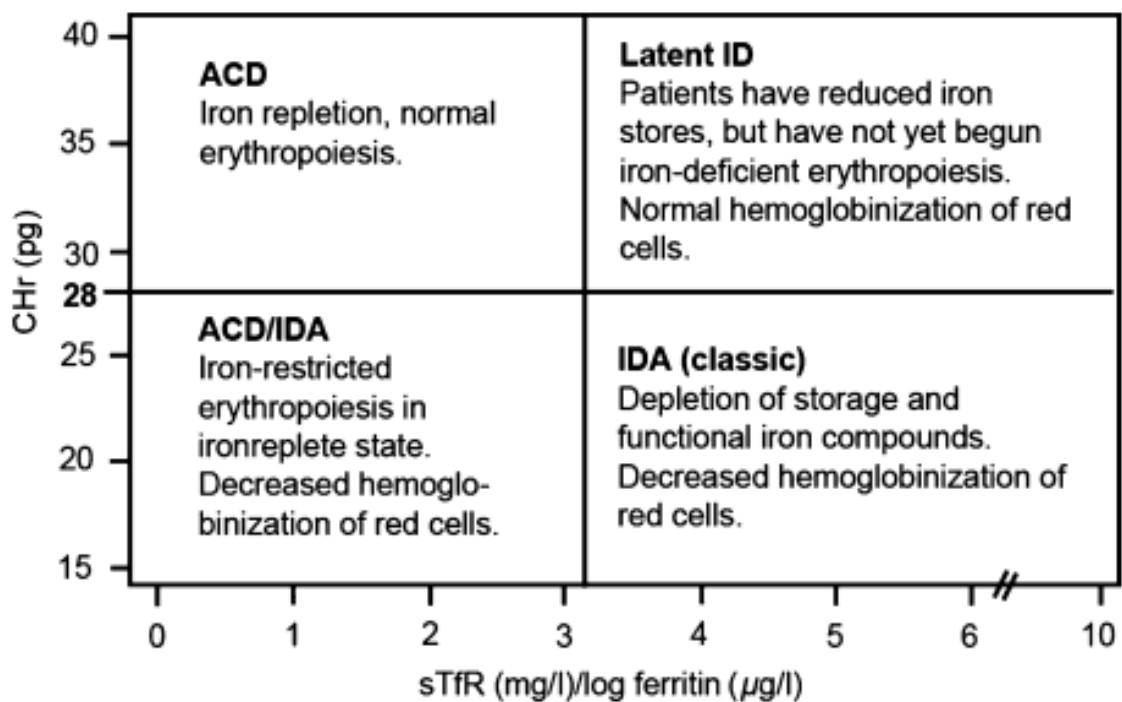 40
35
30
28
25
20
15
CHr (pg)
ACD
Iron repletion, normal
erythropoiesis.
Latent ID
Patients have reduced iron
stores, but have not yet begun
iron-deficient erythropoiesis.
Normal hemoglobinization of red
cells.
ACD/IDA
Iron-restricted
erythropoiesis in
ironreplete state.
Decreased hemoglo-
binization of red cells.
IDA (classic)
Depletion of storage and
functional iron compounds.
Decreased hemoglobinization of
red cells.
0 1 2 3 4 5 6 10
sTfR (mg/l)/log ferritin (µg/l)